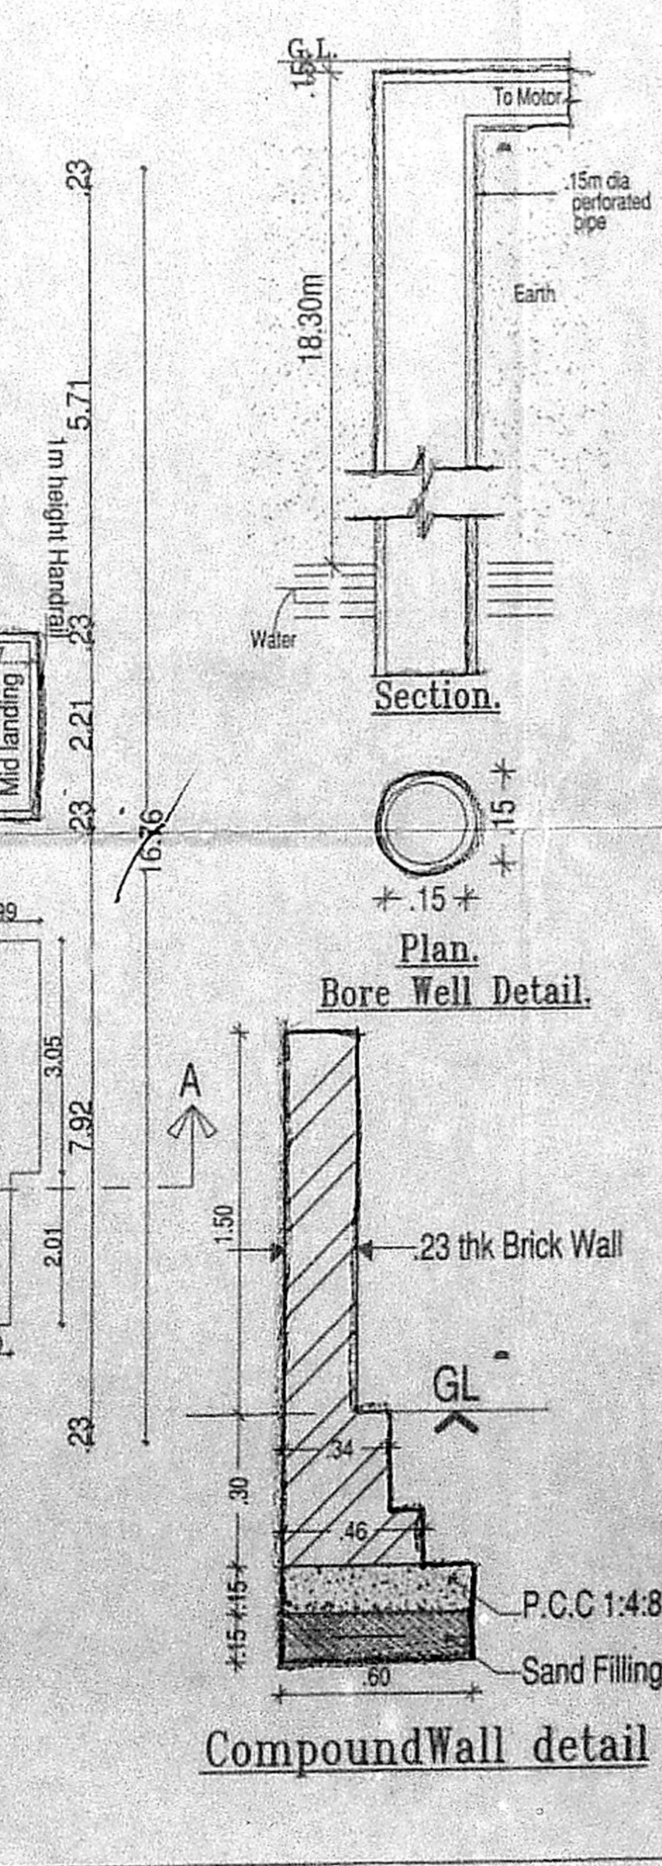 G.L.
.15
To Motor
.15m dia
perforated
pipe
18.30m
Earth
Water
Section.
.15
.15
Plan.
Bore Well Detail.
.23
5.71
1m height Handrail
.23
Mid landing
2.21
.23
16.76
99
3.05
7.92
2.01
.23
A
1.50
.23 thk Brick Wall
GL
.34
.30
.46
.15
.15
P.C.C 1:4:8
Sand Filling
.60
CompoundWall detail